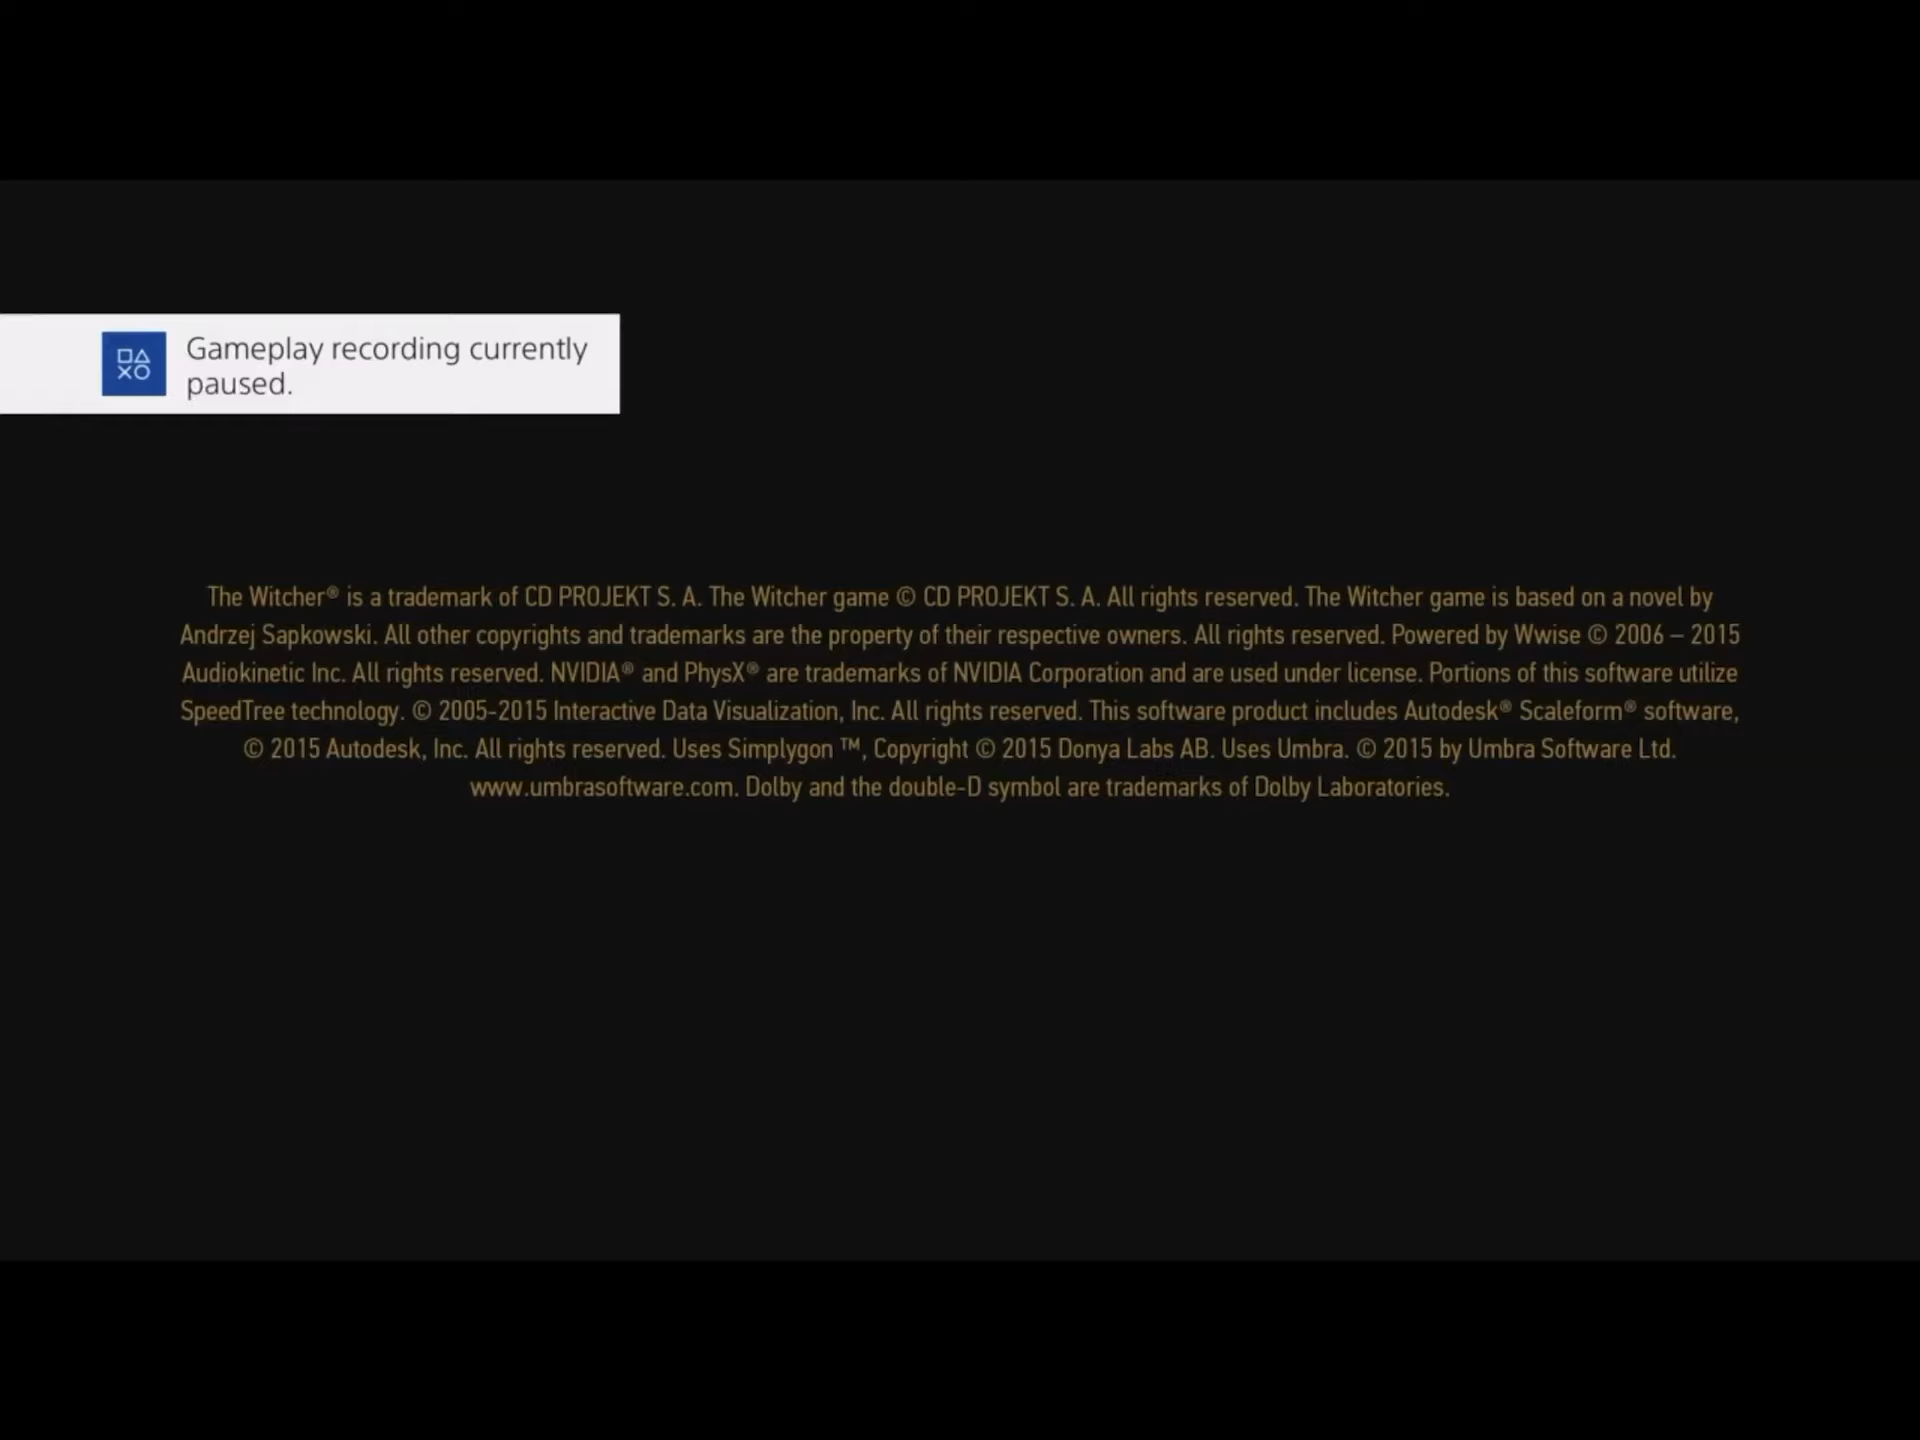 Gameplay recording currently
paused.
The Witcher® is a trademark of CD PROJEKT S. A. The Witcher game © CD PROJEKT S. A. All rights reserved. The Witcher game is based on a novel by
Andrzej Sapkowski. All other copyrights and trademarks are the property of their respective owners. All rights reserved. Powered by Wwise © 2006 – 2015
Audiokinetic Inc. All rights reserved. NVIDIA® and PhysX® are trademarks of NVIDIA Corporation and are used under license. Portions of this software utilize
SpeedTree technology. © 2005-2015 Interactive Data Visualization, Inc. All rights reserved. This software product includes Autodesk® Scaleform® software,
© 2015 Autodesk, Inc. All rights reserved. Uses Simplygon ™, Copyright © 2015 Donya Labs AB. Uses Umbra. © 2015 by Umbra Software Ltd.
www.umbrasoftware.com. Dolby and the double-D symbol are trademarks of Dolby Laboratories.